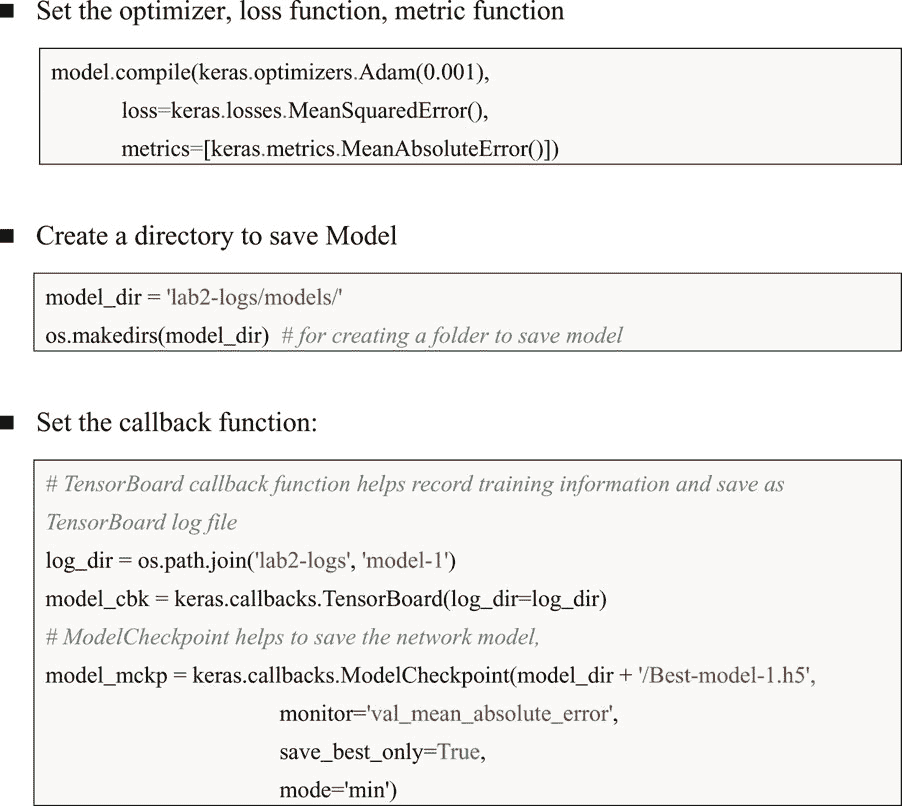 ■ Set the optimizer, loss function, metric function
model.compile(keras.optimizers.Adam(0.001),
loss=keras.losses.MeanSquaredError(),
metrics=[keras.metrics.MeanAbsoluteError()])
■ Create a directory to save Model
model_dir = 'lab2-logs/models/'
os.makedirs(model_dir)  # for creating a folder to save model
■ Set the callback function:
# TensorBoard callback function helps record training information and save as
TensorBoard log file
log_dir = os.path.join('lab2-logs', 'model-1')
model_cbk = keras.callbacks.TensorBoard(log_dir=log_dir)
# ModelCheckpoint helps to save the network model,
model_mckp = keras.callbacks.ModelCheckpoint(model_dir + '/Best-model-1.h5',
monitor='val_mean_absolute_error',
save_best_only=True,
mode='min')